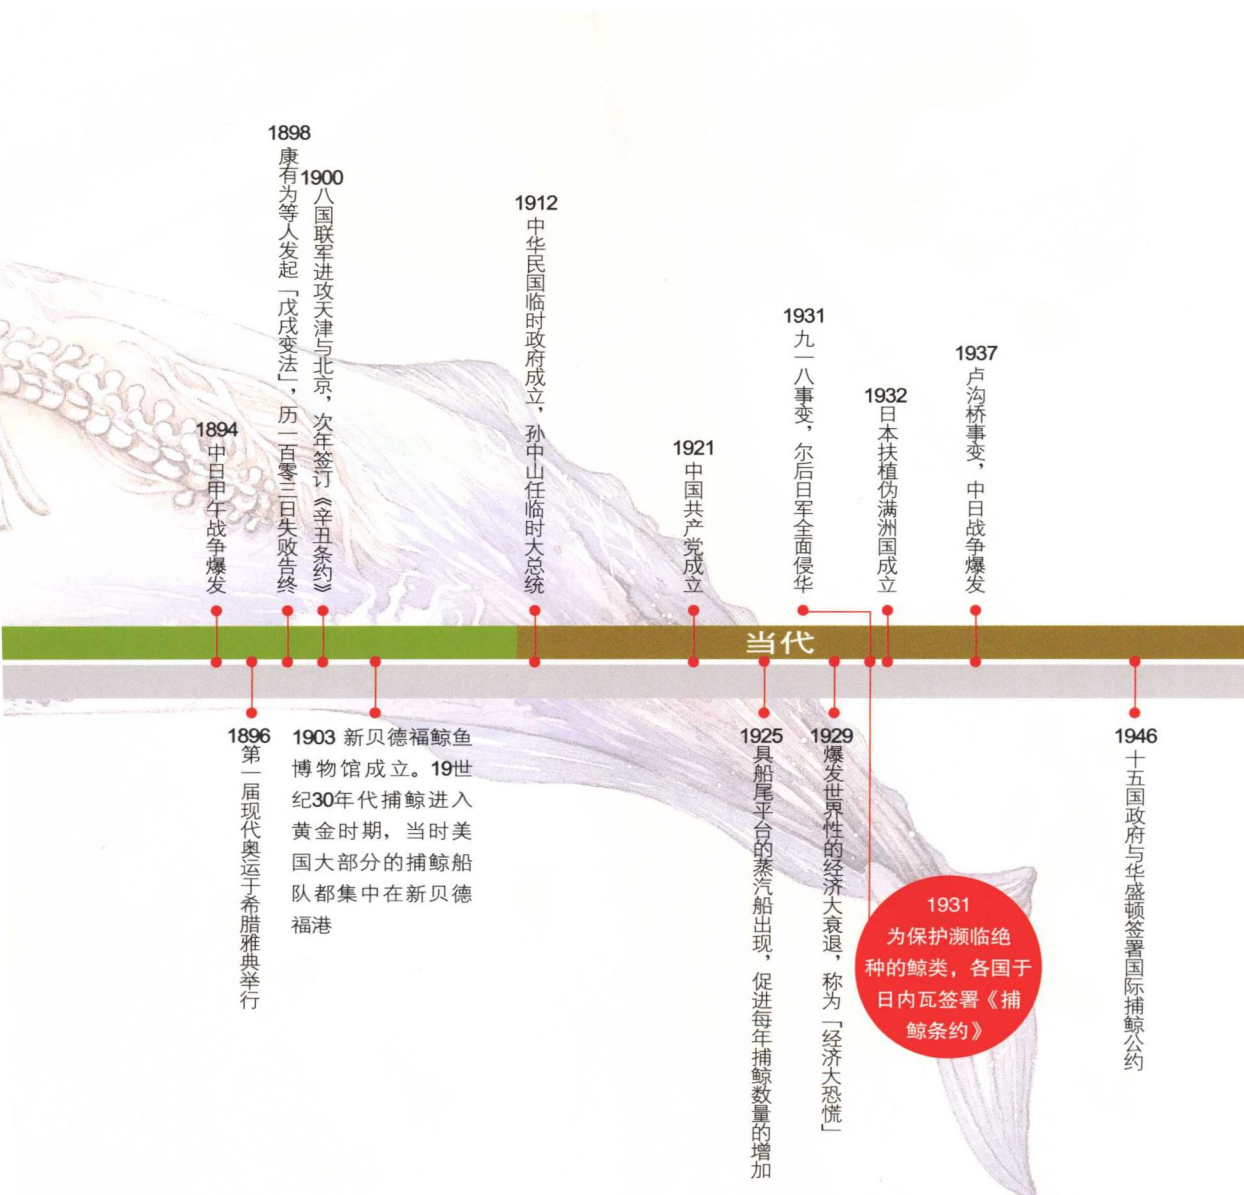 1898
康有为等人发起「戊戌变法」，历一百零三日失败告终
1900
八国联军进攻天津与北京，次年签订《辛丑条约》
1912
中华民国临时政府成立，孙中山任临时大总统
1931
九一八事变，尔后日军全面侵华
1937
卢沟桥事变，中日战争爆发
1932
日本扶植伪满洲国成立
1894
中日甲午战争爆发
1921
中国共产党成立
当代
1896
第一届现代奥运于希腊雅典举行
1903 新贝德福鲸鱼
博物馆成立。19世
纪30年代捕鲸进入
黄金时期，当时美
国大部分的捕鲸船
队都集中在新贝德
福港
1925
具船尾平台的蒸汽船出现，促进每年捕鲸数量的增加
1929
爆发世界性的经济大衰退，称为「经济大恐慌」
1931
为保护濒临绝
种的鲸类，各国于
日内瓦签署《捕
鲸条约》
1946
十五国政府与华盛顿签署国际捕鲸公约